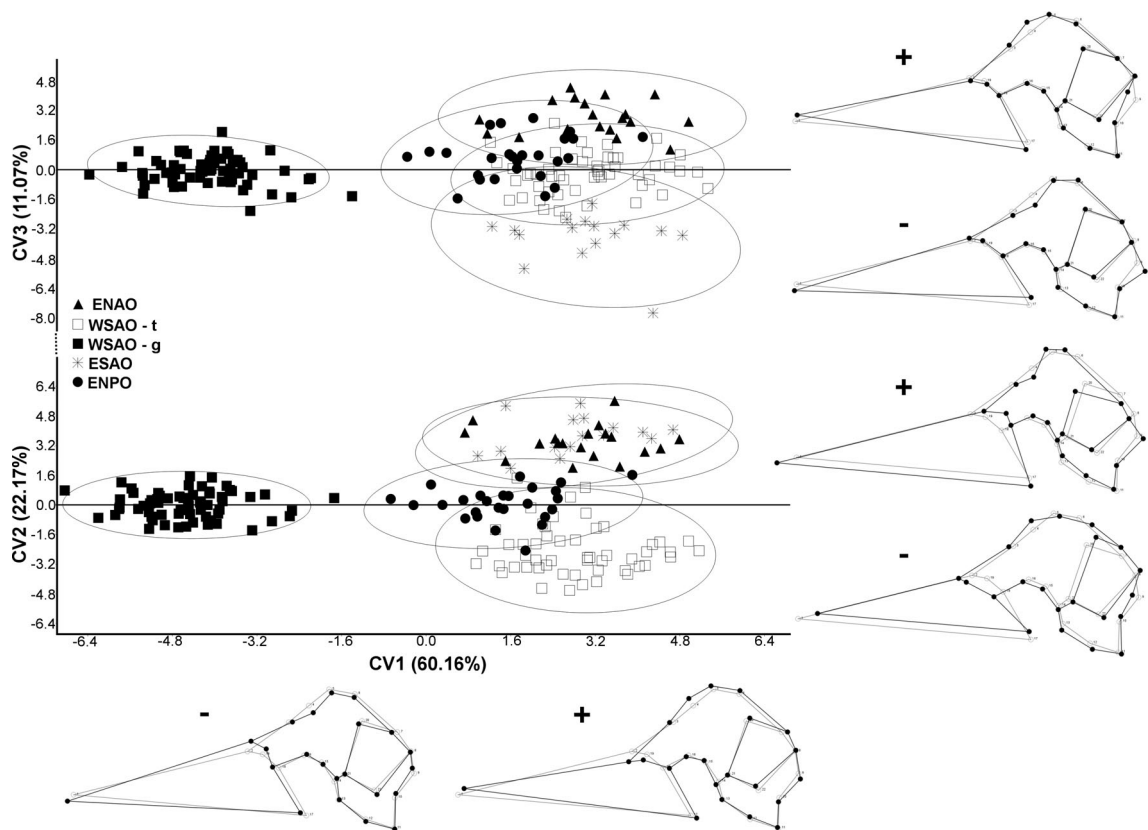 +
4.8
3.2
1.6
0.0
-1.6
-3.2
-4.8
-6.4
-8.0
CV3 (11.07%)
-
ENAO
WSAO - t
WSAO - g
ESAO
ENPO
+
6.4
4.8
3.2
1.6
0.0
-1.6
-3.2
-4.8
-6.4
CV2 (22.17%)
-
-6.4 -4.8 -3.2 -1.6 0.0 1.6 3.2 4.8 6.4
CV1 (60.16%)
- +